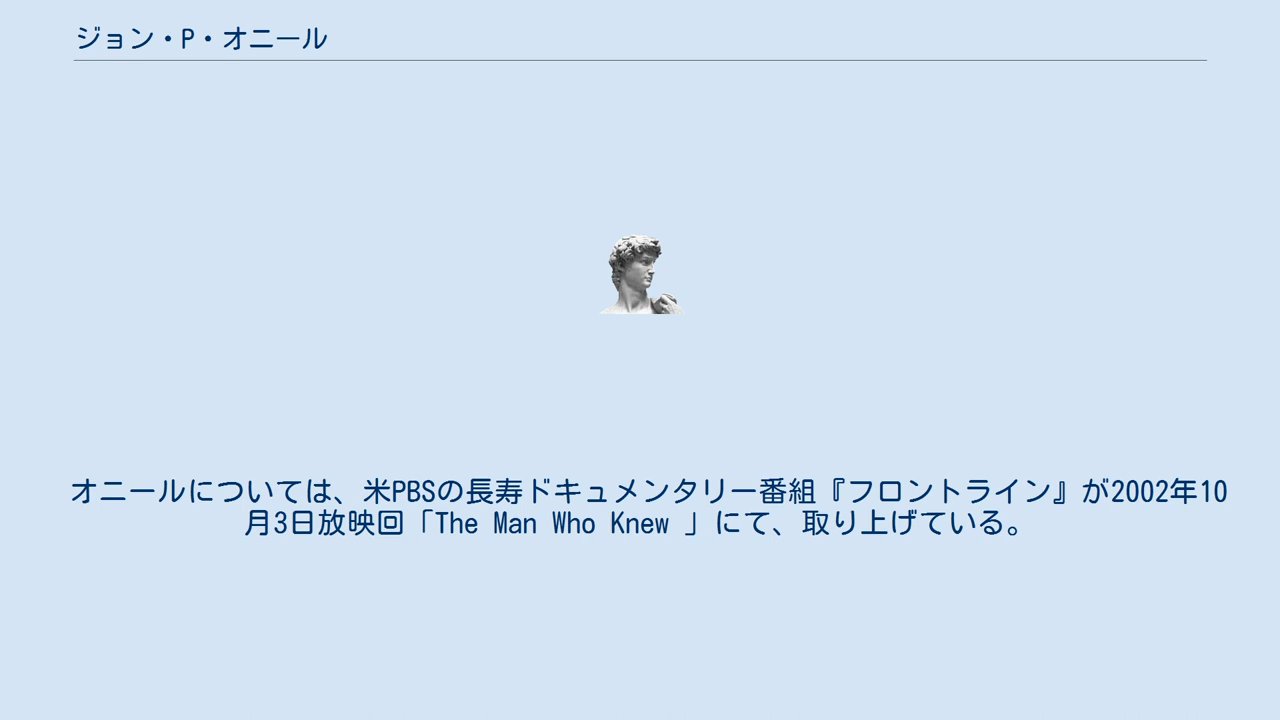 ジョン・P・オニール
オニールについては、米PBSの長寿ドキュメンタリー番組『フロントライン』が2002年10
月3日放映回「The Man Who Knew 」にて、取り上げている。